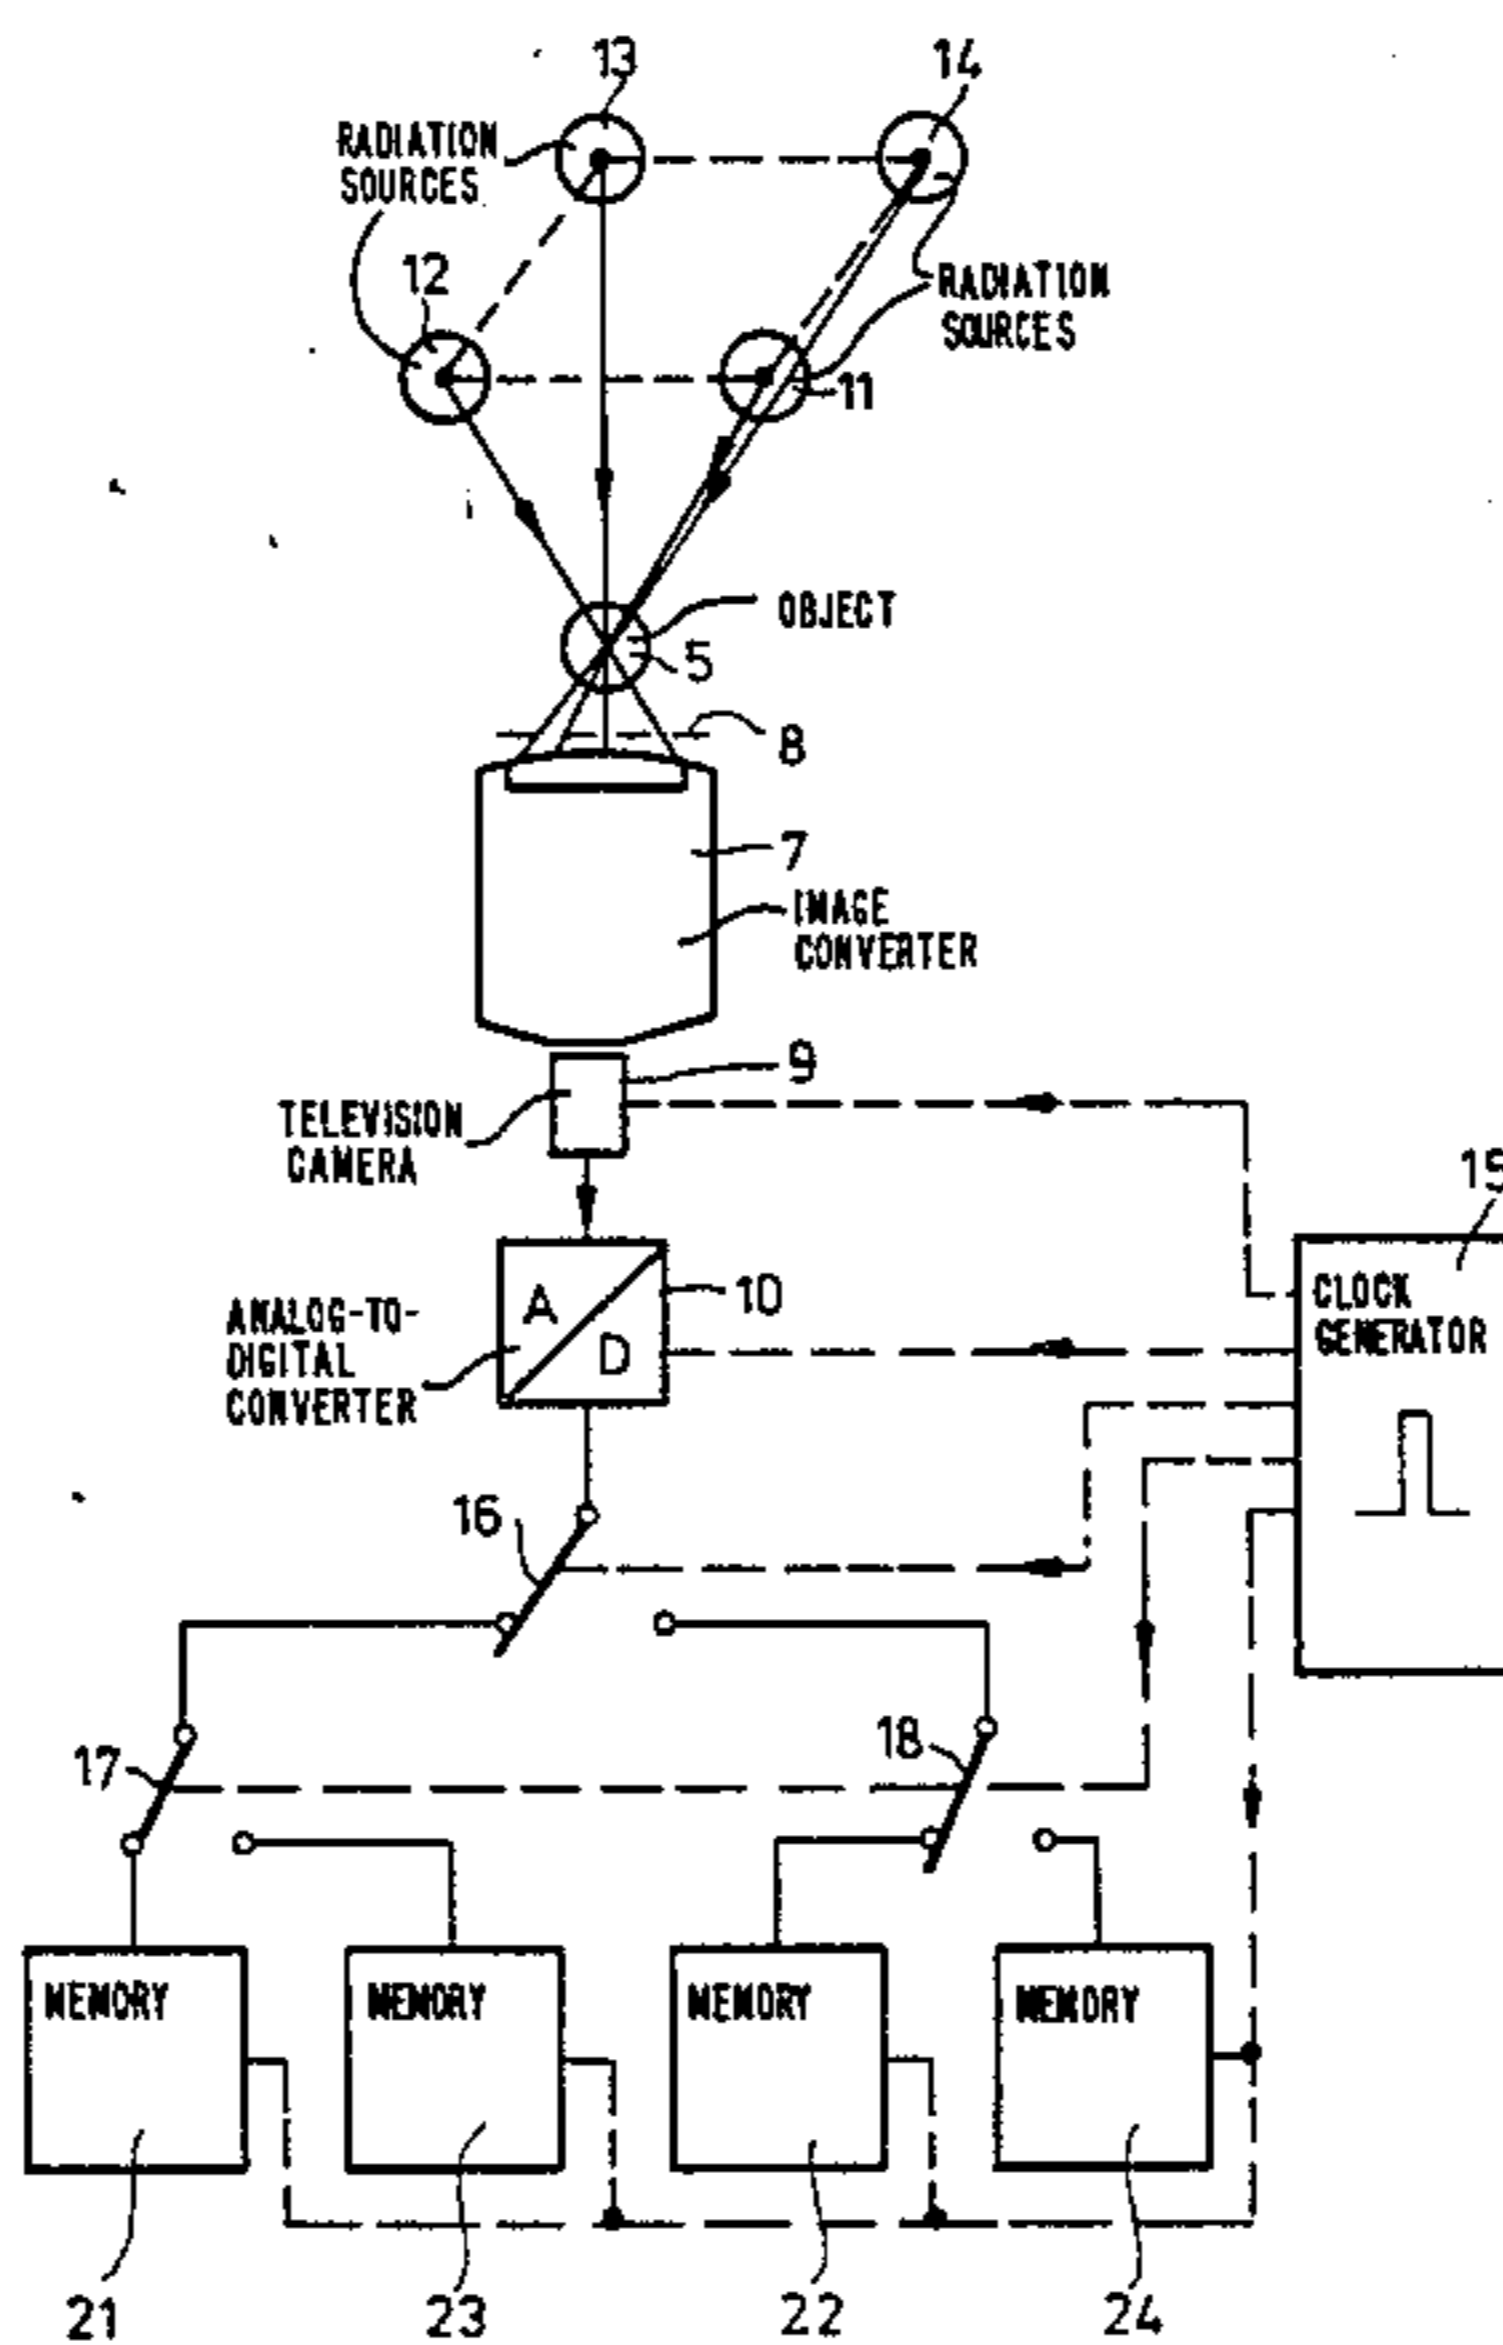 13
14
RADIATION
SOURCES
12
RADIATION
SOURCES
11
OBJECT
5
8
7
IMAGE
CONVERTER
9
TELEVISION
CAMERA
15
CLOCK
GENERATOR
A
D
10
ANALOG-TO-
DIGITAL
CONVERTER
16
17
18
MEMORY
MEMORY
MEMORY
MEMORY
21
23
22
24